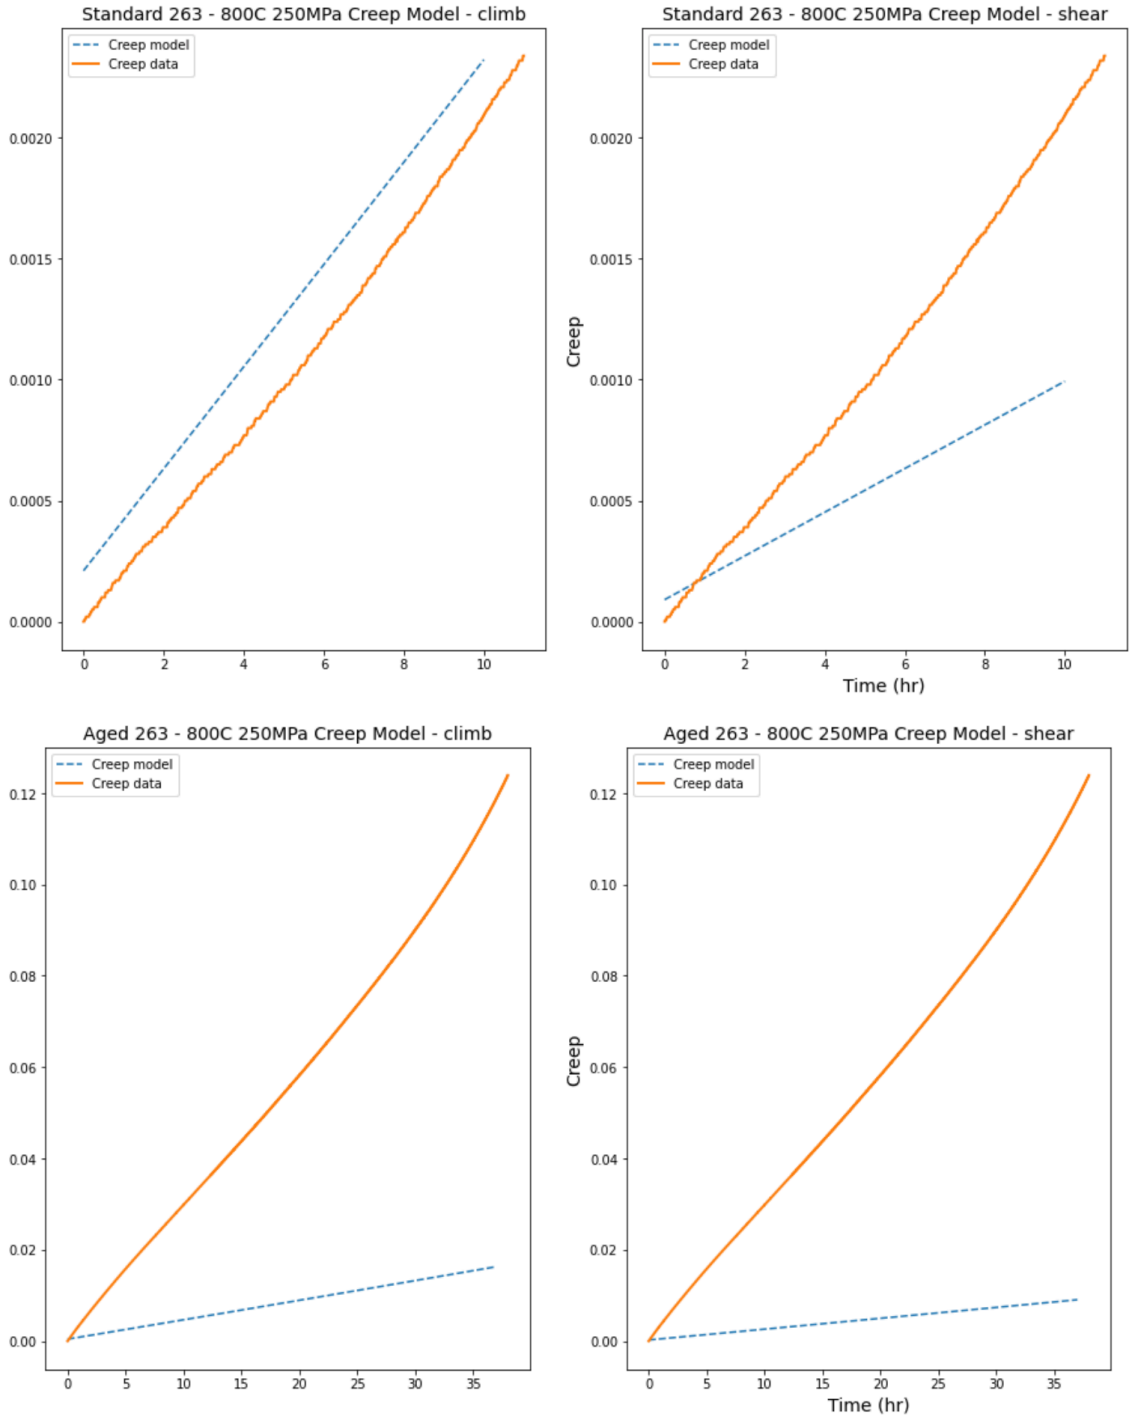 Standard 263 - 800C 250MPa Creep Model - climb
Creep model
Creep data
0.0020
0.0015
0.0010
0.0005
0.0000
0 2 4 6 8 10
Standard 263 - 800C 250MPa Creep Model - shear
Creep model
Creep data
0.0020
0.0015
0.0010
0.0005
0.0000
Creep
0 2 4 6 8 10
Time (hr)
Aged 263 - 800C 250MPa Creep Model - climb
Creep model
Creep data
0.12
0.10
0.08
0.06
0.04
0.02
0.00
0 5 10 15 20 25 30 35
Aged 263 - 800C 250MPa Creep Model - shear
Creep model
Creep data
0.12
0.10
0.08
0.06
0.04
0.02
0.00
Creep
0 5 10 15 20 25 30 35
Time (hr)